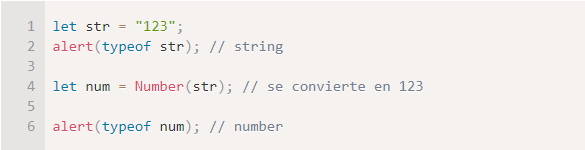 1 let str = "123";
2 alert(typeof str); // string
3
4 let num = Number(str); // se convierte en 123
5
6 alert(typeof num); // number